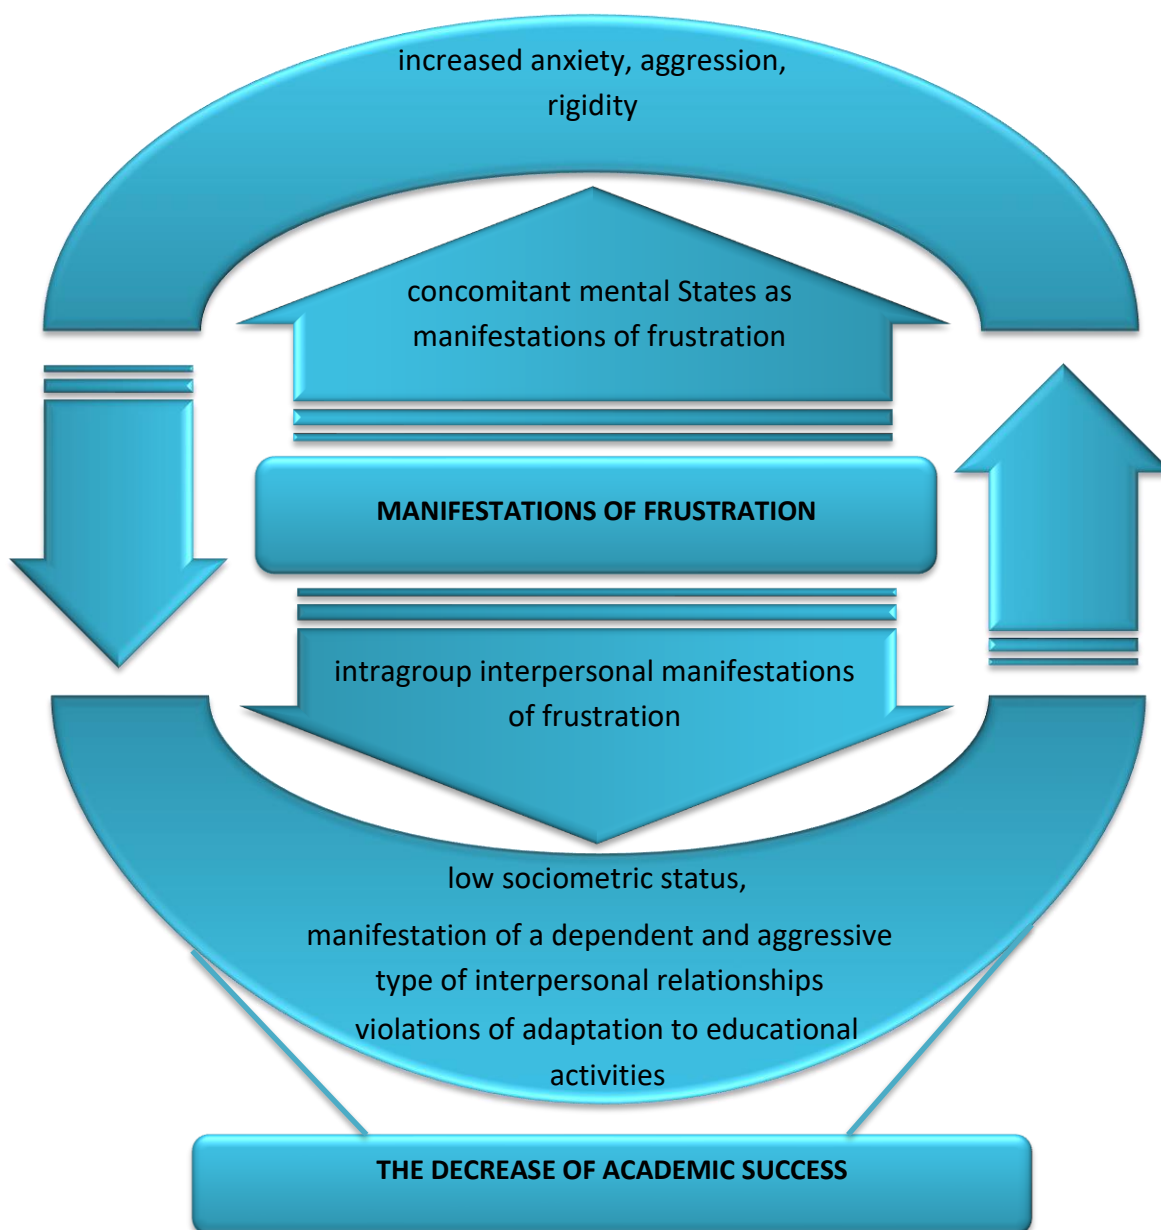 increased anxiety, aggression,
rigidity
concomitant mental States as
manifestations of frustration
MANIFESTATIONS OF FRUSTRATION
intragroup interpersonal manifestations
of frustration
low sociometric status,
manifestation of a dependent and aggressive
type of interpersonal relationships
violations of adaptation to educational
activities
THE DECREASE OF ACADEMIC SUCCESS